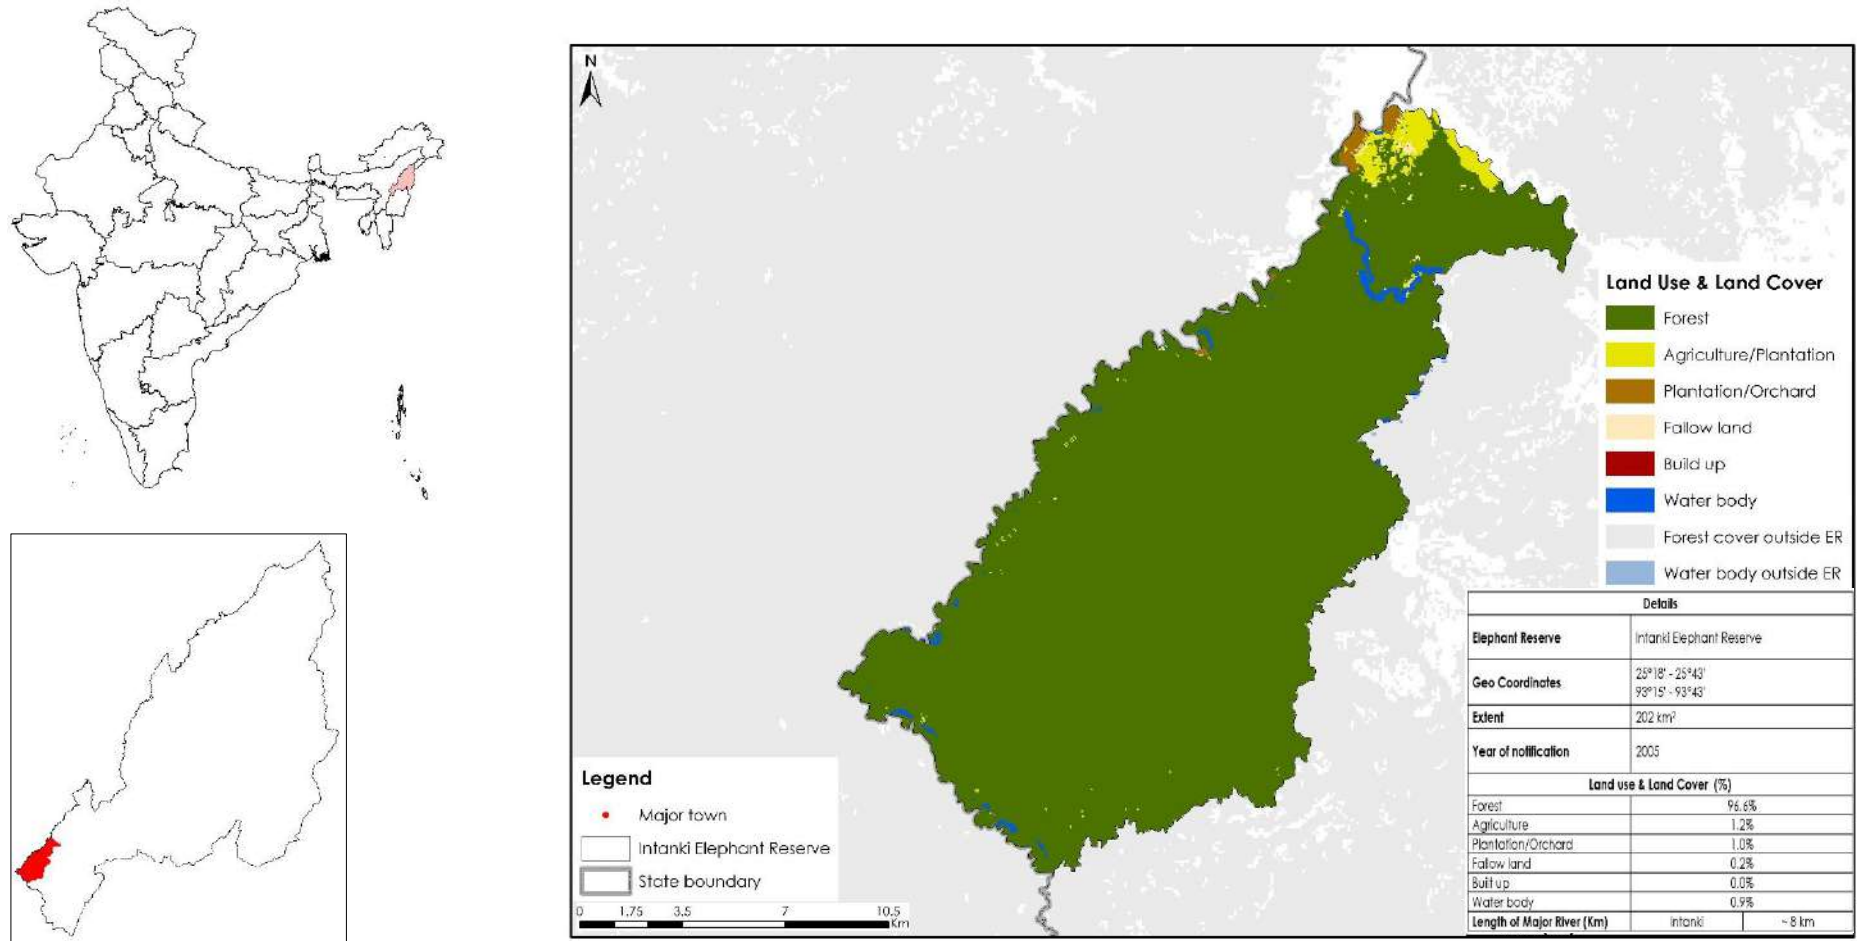 N
Land Use & Land Cover
Forest
Agriculture/Plantation
Plantation/Orchard
Fallow land
Build up
Water body
Forest cover outside ER
Water body outside ER
Details
Elephant Reserve Intanki Elephant Reserve
Geo Coordinates 25°18' - 25°43'
93°15' - 93°43'
Extent 202 km²
Year of notification 2005
Land use & Land Cover (%)
Forest 96.6%
Agriculture 1.2%
Plantation/Orchard 1.0%
Fallow land 0.2%
Built up 0.0%
Water body 0.9%
Length of Major River (Km) Intanki ~8 km
Legend
Major town
Intanki Elephant Reserve
State boundary
0 1.75 3.5 7 10.5
Km